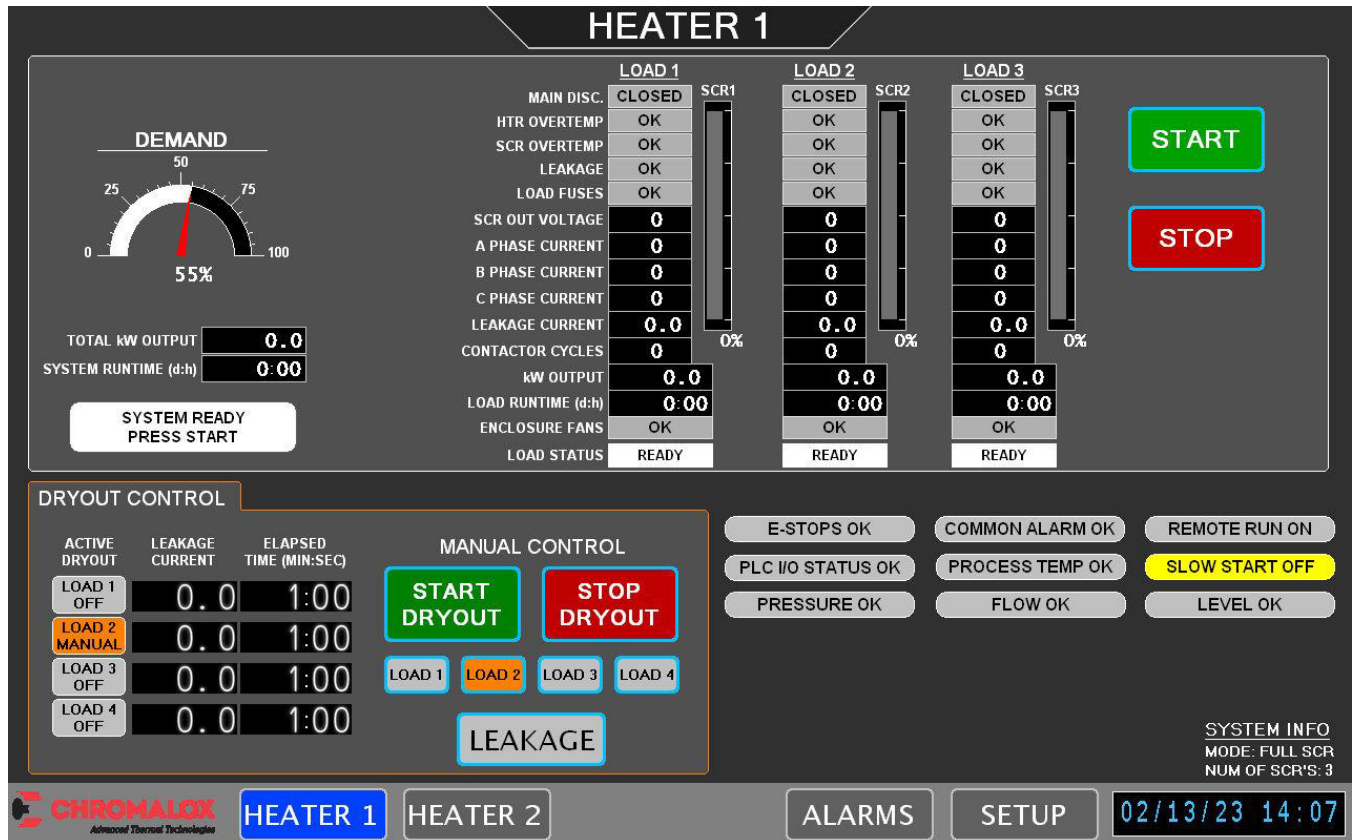 HEATER 1
LOAD 1 LOAD 2 LOAD 3
MAIN DISC. CLOSED SCR1 CLOSED SCR2 CLOSED SCR3
HTR OVERTEMP OK OK OK
SCR OVERTEMP OK OK OK
LEAKAGE OK OK OK
LOAD FUSES OK OK OK
SCR OUT VOLTAGE 0 0 0
A PHASE CURRENT 0 0 0
B PHASE CURRENT 0 0 0
C PHASE CURRENT 0 0 0
LEAKAGE CURRENT 0.0 0.0 0.0
0% 0% 0%
CONTACTOR CYCLES 0 0 0
kW OUTPUT 0.0 0.0 0.0
LOAD RUNTIME (d:h) 0:00 0:00 0:00
ENCLOSURE FANS OK OK OK
LOAD STATUS READY READY READY
DEMAND
50
25 75
0 100
55%
TOTAL kW OUTPUT 0.0
SYSTEM RUNTIME (d:h) 0:00
SYSTEM READY
PRESS START
START
STOP
DRYOUT CONTROL
ACTIVE LEAKAGE ELAPSED
DRYOUT CURRENT TIME (MIN:SEC)
LOAD 1
OFF 0.0 1:00
LOAD 2
MANUAL 0.0 1:00
LOAD 3
OFF 0.0 1:00
LOAD 4
OFF 0.0 1:00
MANUAL CONTROL
START
DRYOUT
STOP
DRYOUT
LOAD 1 LOAD 2 LOAD 3 LOAD 4
LEAKAGE
E-STOPS OK COMMON ALARM OK REMOTE RUN ON
PLC I/O STATUS OK PROCESS TEMP OK SLOW START OFF
PRESSURE OK FLOW OK LEVEL OK
SYSTEM INFO
MODE: FULL SCR
NUM OF SCR'S: 3
CHROMALOX
Advanced Thermal Technologies
HEATER 1 HEATER 2 ALARMS SETUP 02/13/23 14:07